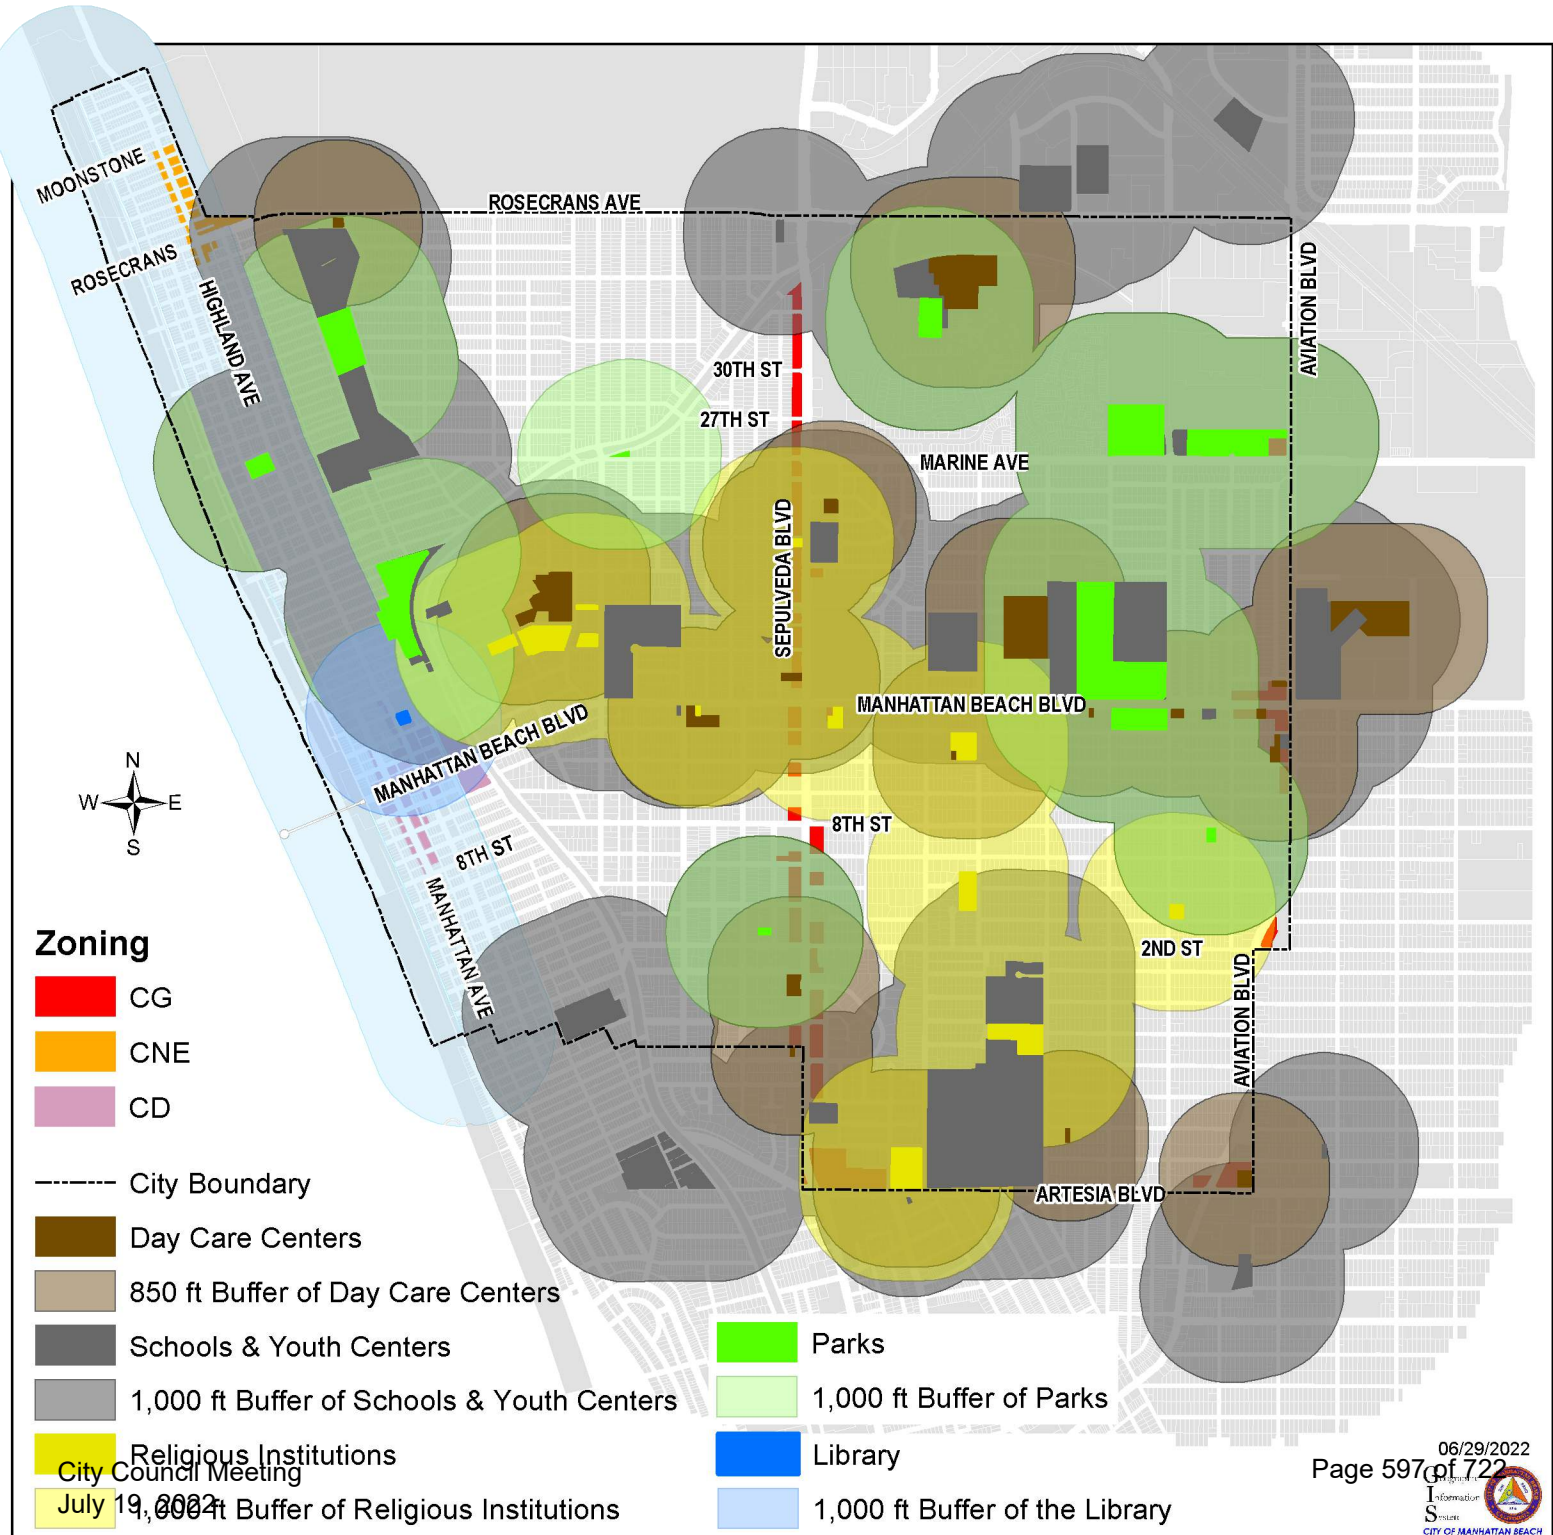 MOONSTONE
ROSECRANS AVE
ROSECRANS
HIGHLAND AVE
AVIATION BLVD
30TH ST
27TH ST
MARINE AVE
SEPULVEDA BLVD
MANHATTAN BEACH BLVD
MANHATTAN BEACH BLVD
N
W E
S
8TH ST
8TH ST
MANHATTAN AVE
2ND ST
AVIATION BLVD
ARTESIA BLVD
Zoning
CG
CNE
CD
City Boundary
Day Care Centers
850 ft Buffer of Day Care Centers
Schools & Youth Centers
1,000 ft Buffer of Schools & Youth Centers
Religious Institutions
1,000 ft Buffer of Religious Institutions
Parks
1,000 ft Buffer of Parks
Library
1,000 ft Buffer of the Library
City Council Meeting
July 19, 2022
06/29/2022
Page 597 of 722
Geographic
Information
System
CITY OF MANHATTAN BEACH